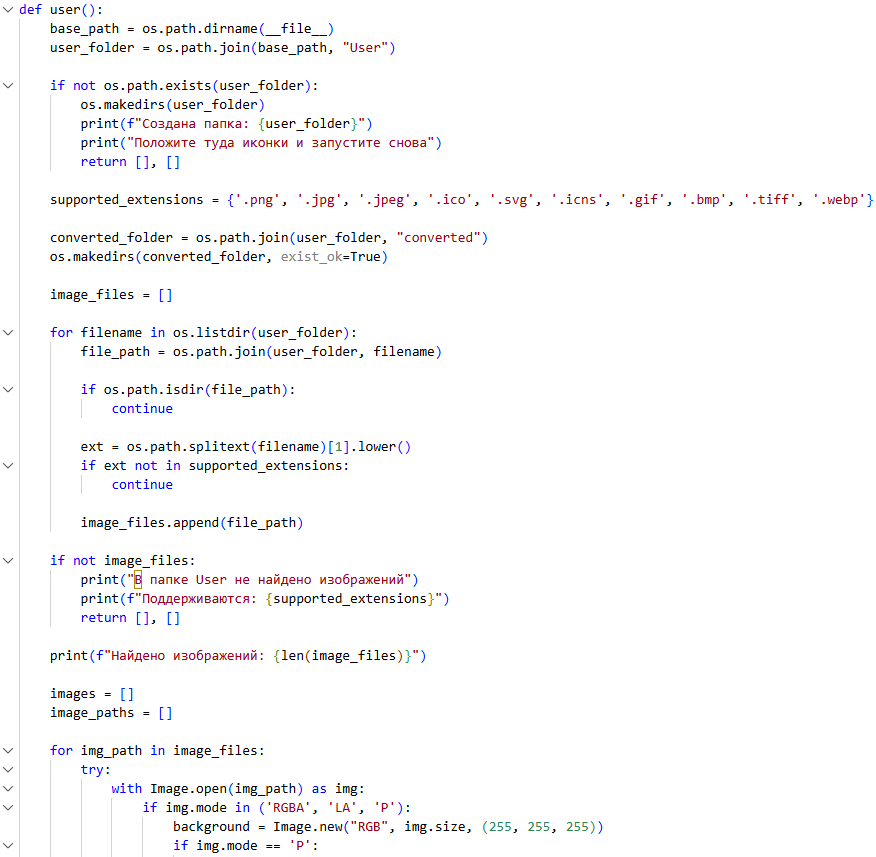 def user():
    base_path = os.path.dirname(__file__)
    user_folder = os.path.join(base_path, "User")
    if not os.path.exists(user_folder):
        os.makedirs(user_folder)
        print(f"Создана папка: {user_folder}")
        print("Положите туда иконки и запустите снова")
        return [], []
    supported_extensions = {'.png', '.jpg', '.jpeg', '.ico', '.svg', '.icns', '.gif', '.bmp', '.tiff', '.webp'}
    converted_folder = os.path.join(user_folder, "converted")
    os.makedirs(converted_folder, exist_ok=True)
    image_files = []
    for filename in os.listdir(user_folder):
        file_path = os.path.join(user_folder, filename)
        if os.path.isdir(file_path):
            continue
        ext = os.path.splitext(filename)[1].lower()
        if ext not in supported_extensions:
            continue
        image_files.append(file_path)
    if not image_files:
        print("В папке User не найдено изображений")
        print(f"Поддерживаются: {supported_extensions}")
        return [], []
    print(f"Найдено изображений: {len(image_files)}")
    images = []
    image_paths = []
    for img_path in image_files:
        try:
            with Image.open(img_path) as img:
                if img.mode in ('RGBA', 'LA', 'P'):
                    background = Image.new("RGB", img.size, (255, 255, 255))
                    if img.mode == 'P':